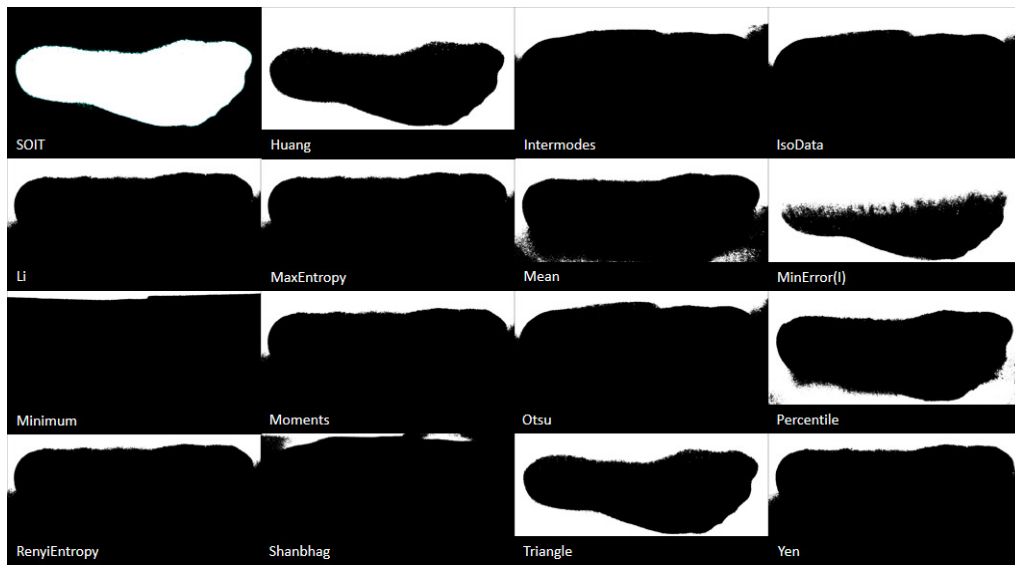 SOIT
Huang
Intermodes
IsoData
Li
MaxEntropy
Mean
MinError(I)
Minimum
Moments
Otsu
Percentile
RenyiEntropy
Shanbhag
Triangle
Yen